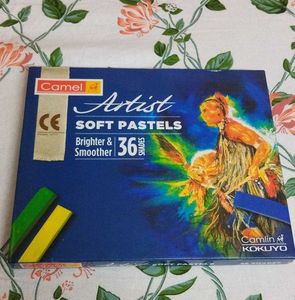 Camel
Artist
CE
SOFT PASTELS
Brighter &
Smoother
36 SHADES
Camlin
KOKUYO